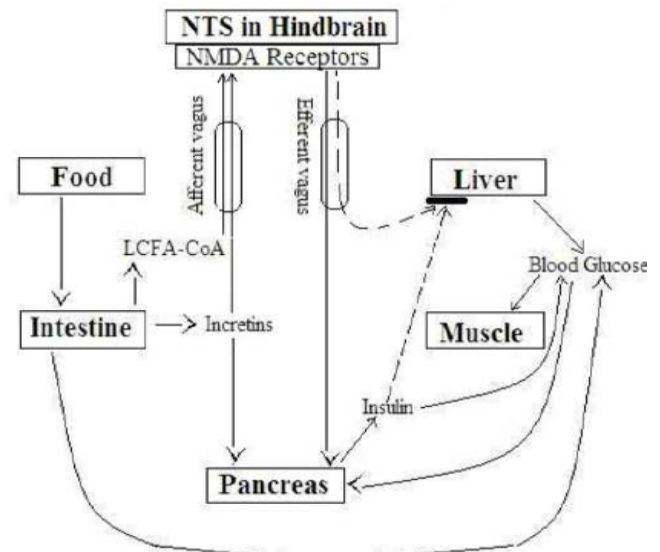 NTS in Hindbrain
NMDA Receptors
Afferent vagus
Efferent vagus
Food
Liver
LCFA-CoA
Blood Glucose
Intestine
Incretins
Muscle
Insulin
Pancreas